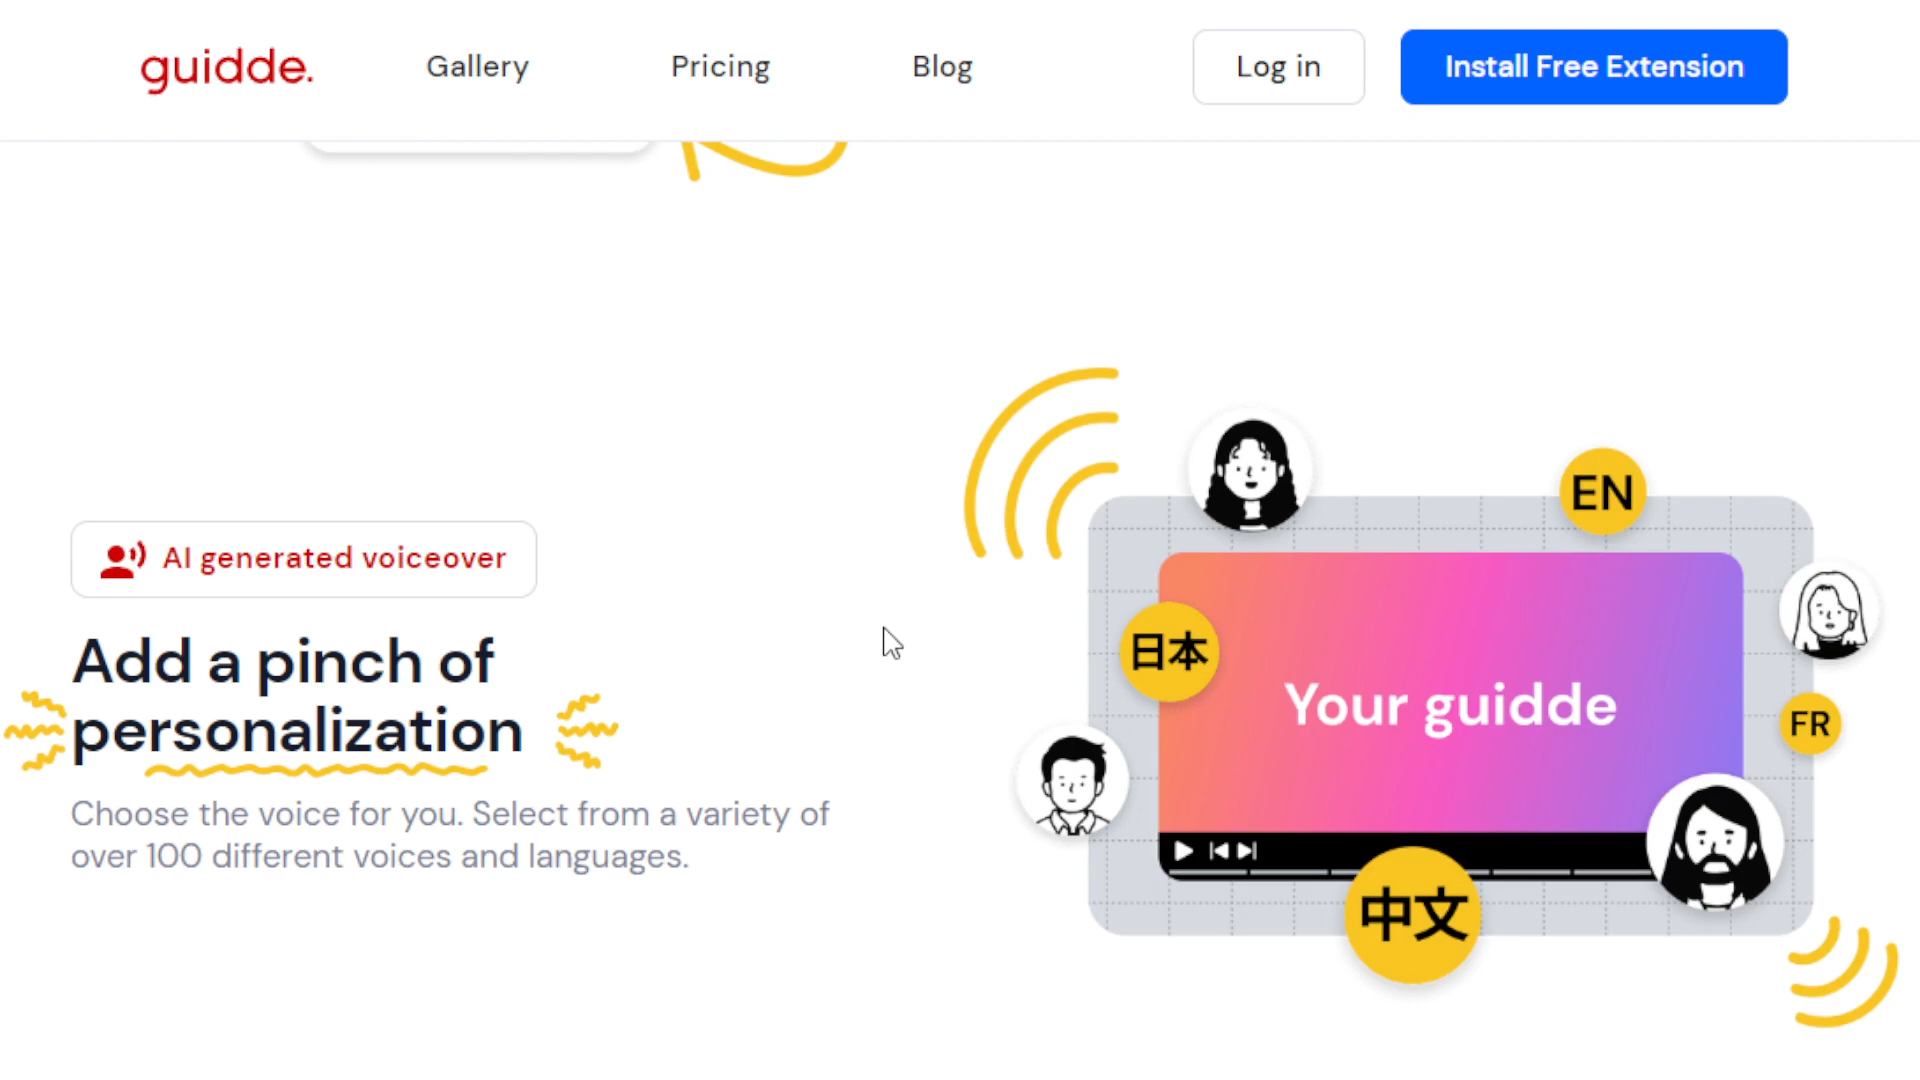 guidde.
Gallery
Pricing
Blog
Log in
Install Free Extension
AI generated voiceover
Add a pinch of
personalization
Choose the voice for you. Select from a variety of
over 100 different voices and languages.
EN
日本
Your guidde
FR
中文